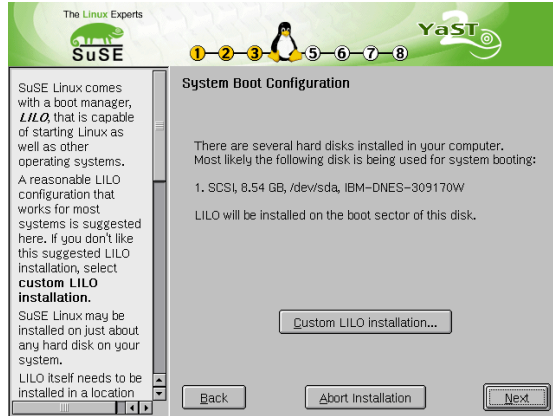 The Linux Experts
SuSE
1 2 3 5 6 7 8
YaST2
SuSE Linux comes
with a boot manager,
LILO, that is capable
of starting Linux as
well as other
operating systems.
A reasonable LILO
configuration that
works for most
systems is suggested
here. If you don't like
this suggested LILO
installation, select
custom LILO
installation.
SuSE Linux may be
installed on just about
any hard disk on your
system.
LILO itself needs to be
installed in a location
System Boot Configuration
There are several hard disks installed in your computer.
Most likely the following disk is being used for system booting:
1. SCSI, 8.54 GB, /dev/sda, IBM-DNES-309170W
LILO will be installed on the boot sector of this disk.
Custom LILO installation...
Back
Abort Installation
Next